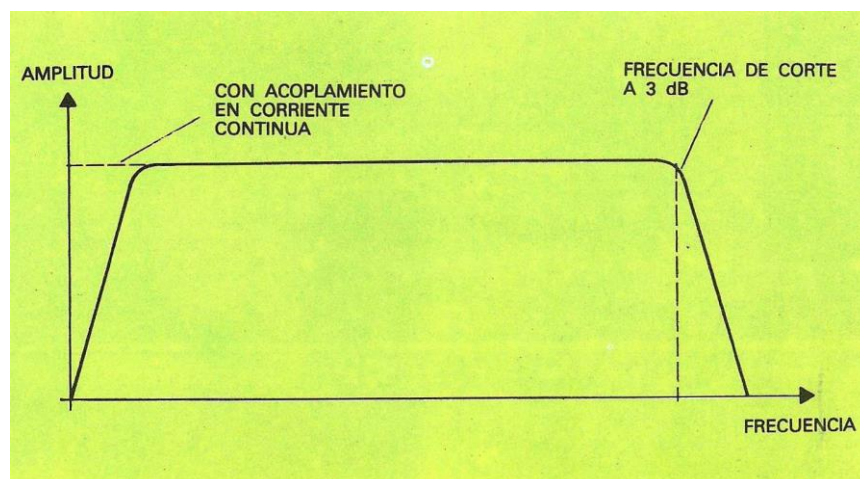 AMPLITUD
CON ACOPLAMIENTO
EN CORRIENTE
CONTINUA
FRECUENCIA DE CORTE
A 3 dB
FRECUENCIA